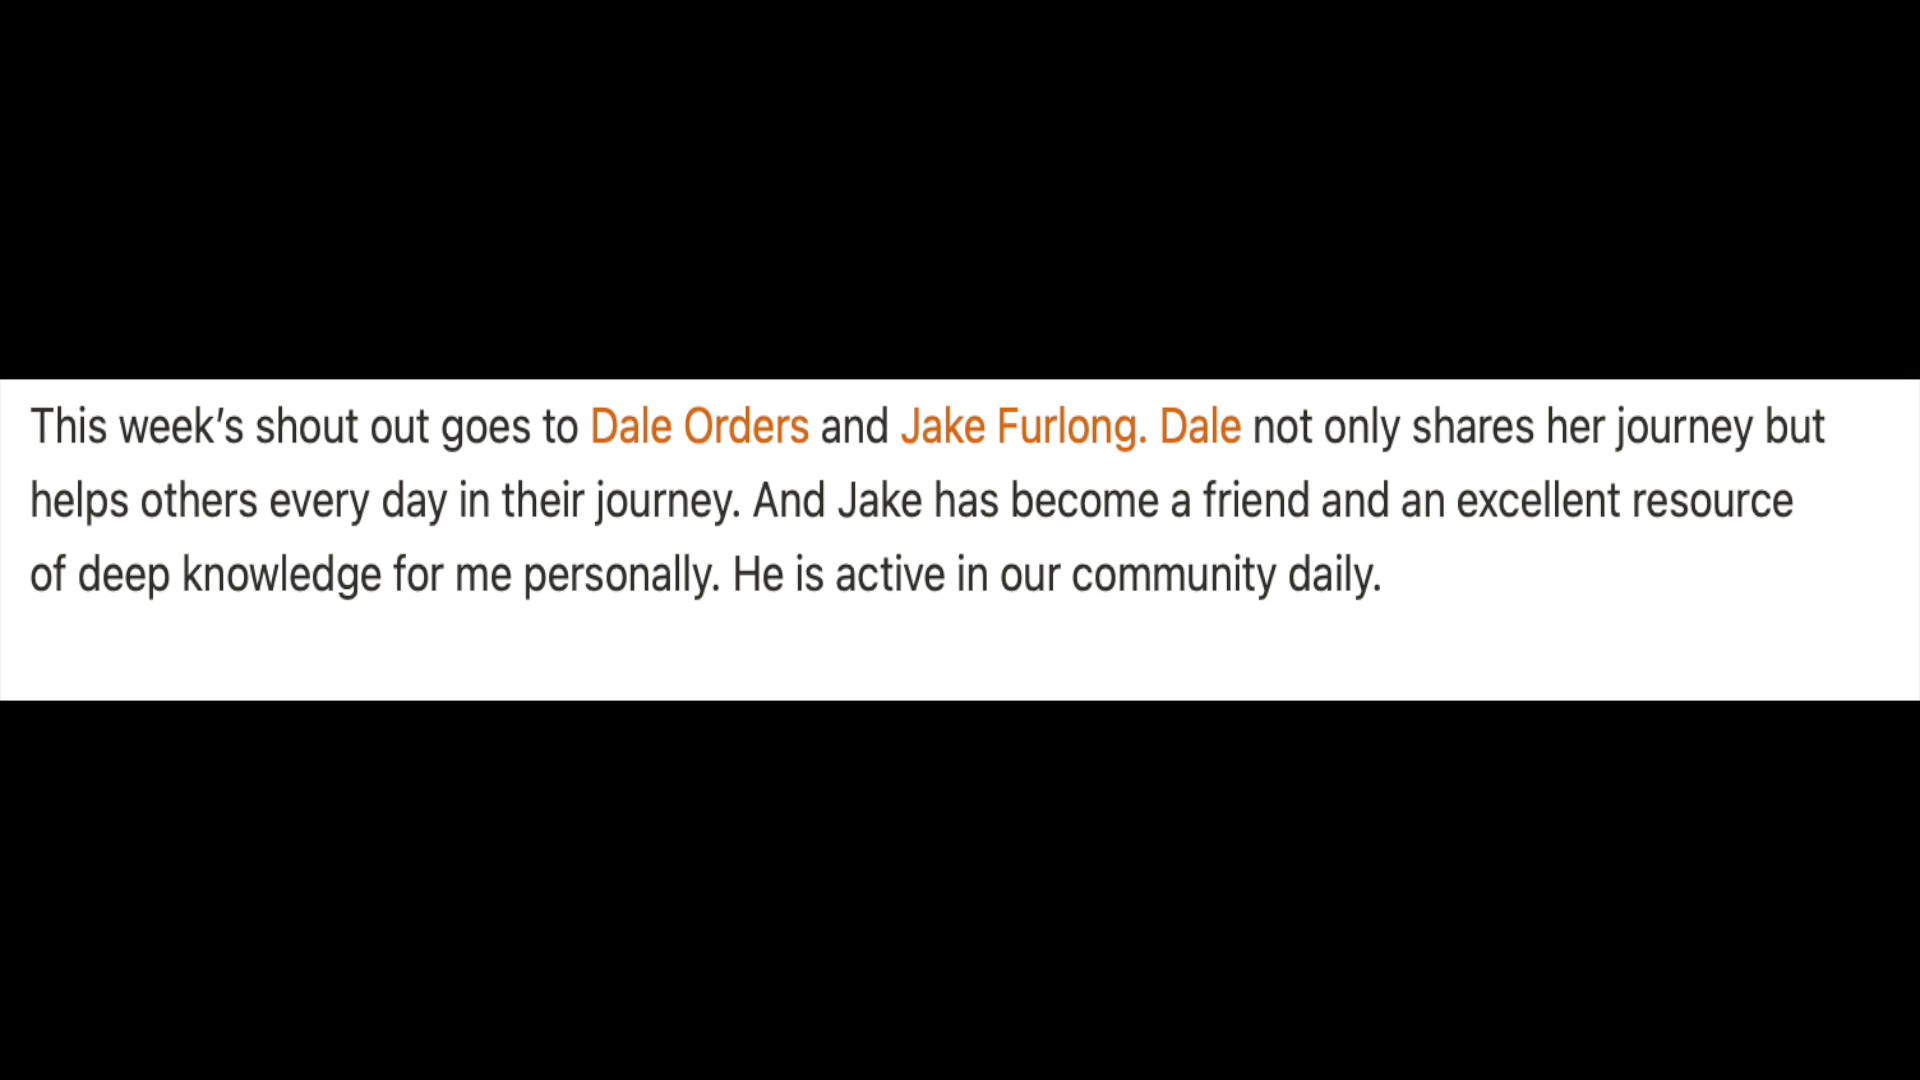 This week’s shout out goes to Dale Orders and Jake Furlong. Dale not only shares her journey but
helps others every day in their journey. And Jake has become a friend and an excellent resource
of deep knowledge for me personally. He is active in our community daily.